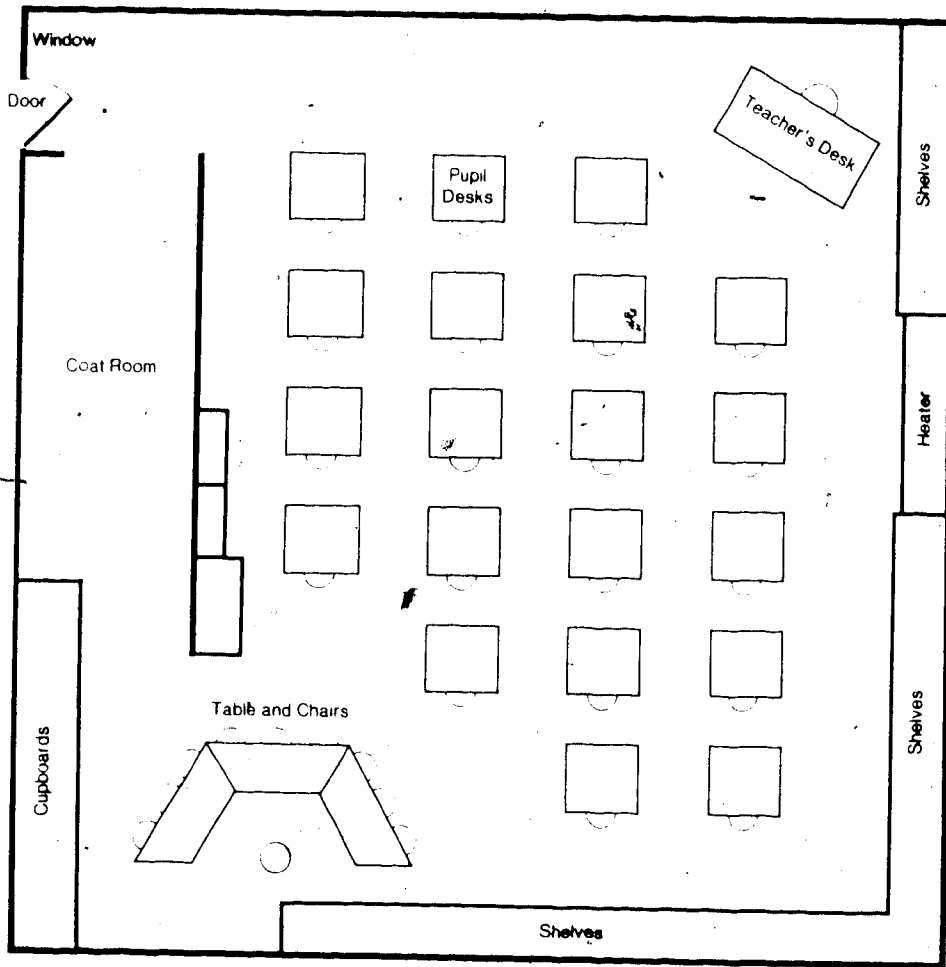 Window
Door
Teacher's Desk
Shelves
Pupil
Desks
Coat Room
Heater
Table and Chairs
Cupboards
Shelves
Shelves